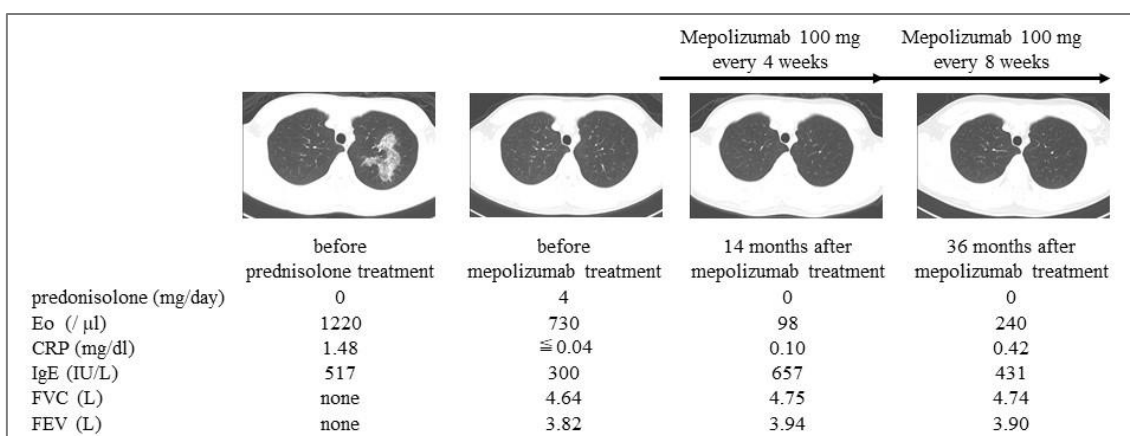 Mepolizumab 100 mg every 4 weeks
Mepolizumab 100 mg every 8 weeks
before prednisolone treatment
before mepolizumab treatment
14 months after mepolizumab treatment
36 months after mepolizumab treatment
predonisolone (mg/day) 0 4 0 0
Eo (/ μl) 1220 730 98 240
CRP (mg/dl) 1.48 ≦0.04 0.10 0.42
IgE (IU/L) 517 300 657 431
FVC (L) none 4.64 4.75 4.74
FEV (L) none 3.82 3.94 3.90